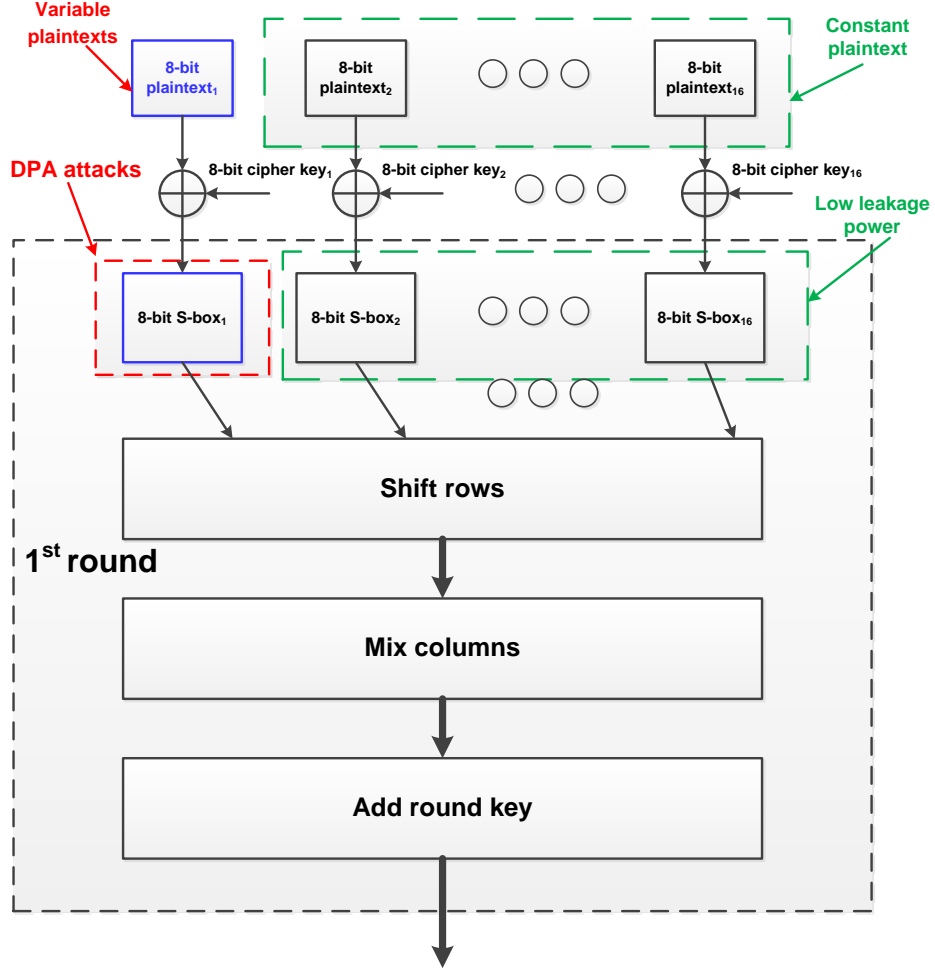 Variable
plaintexts
Constant
plaintext
8-bit
plaintext₁
8-bit
plaintext₂
8-bit
plaintext₁₆
DPA attacks
8-bit cipher key₁
8-bit cipher key₂
8-bit cipher key₁₆
Low leakage
power
8-bit S-box₁
8-bit S-box₂
8-bit S-box₁₆
Shift rows
1st round
Mix columns
Add round key